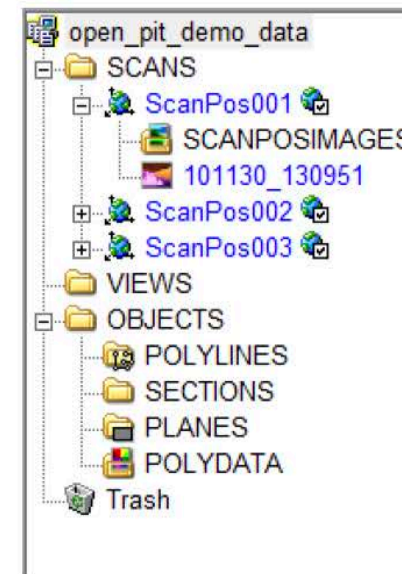 open_pit_demo_data
SCANS
ScanPos001
SCANPOSIMAGES
101130_130951
ScanPos002
ScanPos003
VIEWS
OBJECTS
POLYLINES
SECTIONS
PLANES
POLYDATA
Trash